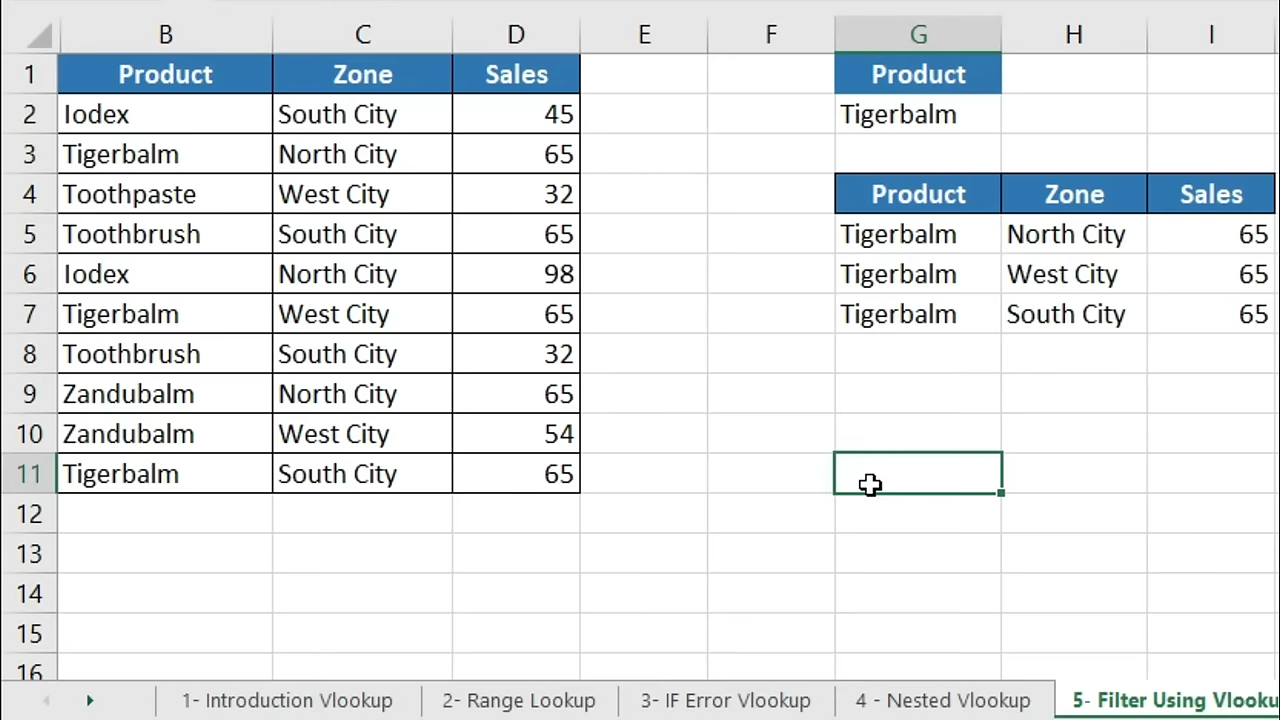 B C D E F G H I
1 Product Zone Sales Product
2 Iodex South City 45 Tigerbalm
3 Tigerbalm North City 65
4 Toothpaste West City 32 Product Zone Sales
5 Toothbrush South City 65 Tigerbalm North City 65
6 Iodex North City 98 Tigerbalm West City 65
7 Tigerbalm West City 65 Tigerbalm South City 65
8 Toothbrush South City 32
9 Zandubalm North City 65
10 Zandubalm West City 54
11 Tigerbalm South City 65
12
13
14
15
16
1- Introduction Vlookup 2- Range Lookup 3- IF Error Vlookup 4 - Nested Vlookup 5- Filter Using Vlooku